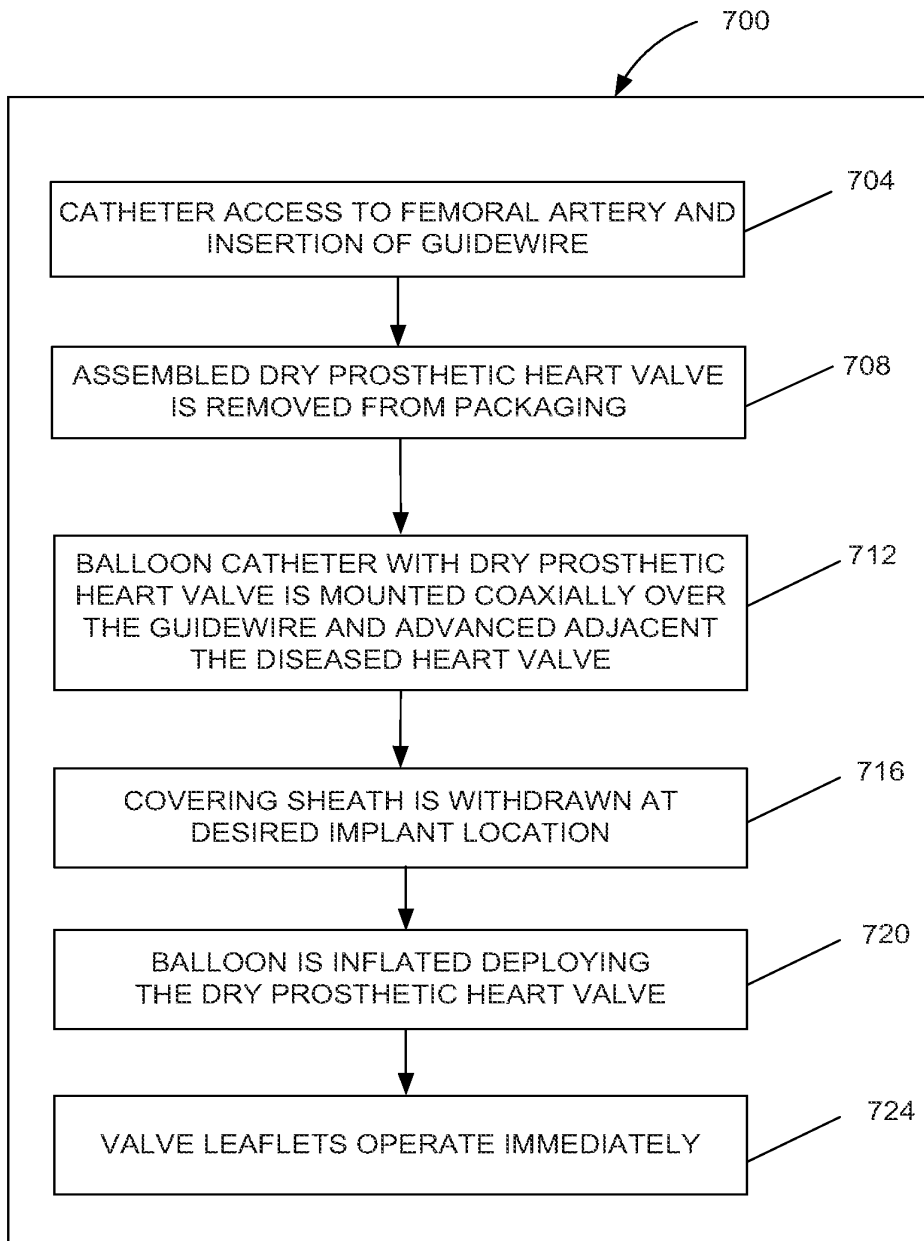 700
704
CATHETER ACCESS TO FEMORAL ARTERY AND
INSERTION OF GUIDEWIRE
708
ASSEMBLED DRY PROSTHETIC HEART VALVE
IS REMOVED FROM PACKAGING
712
BALLOON CATHETER WITH DRY PROSTHETIC
HEART VALVE IS MOUNTED COAXIALLY OVER
THE GUIDEWIRE AND ADVANCED ADJACENT
THE DISEASED HEART VALVE
716
COVERING SHEATH IS WITHDRAWN AT
DESIRED IMPLANT LOCATION
720
BALLOON IS INFLATED DEPLOYING
THE DRY PROSTHETIC HEART VALVE
724
VALVE LEAFLETS OPERATE IMMEDIATELY